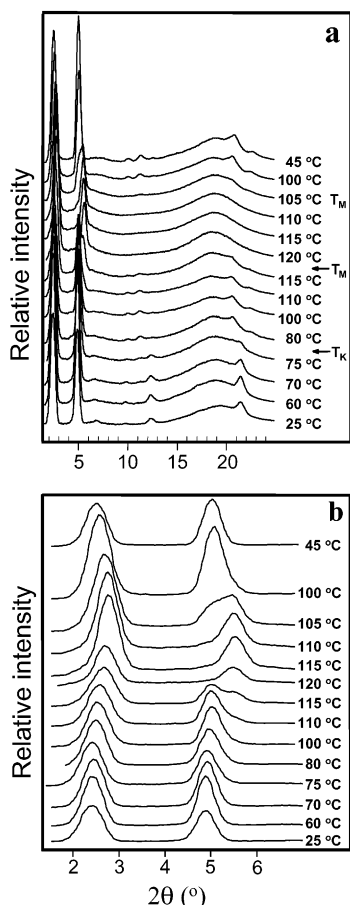 a
Relative intensity
45 °C
100 °C
105 °C T_M
110 °C
115 °C
120 °C
115 °C ← T_M
110 °C
100 °C
80 °C
75 °C ← T_K
70 °C
60 °C
25 °C
5 10 15 20
b
Relative intensity
45 °C
100 °C
105 °C
110 °C
115 °C
120 °C
115 °C
110 °C
100 °C
80 °C
75 °C
70 °C
60 °C
25 °C
2 3 4 5 6
2θ (°)